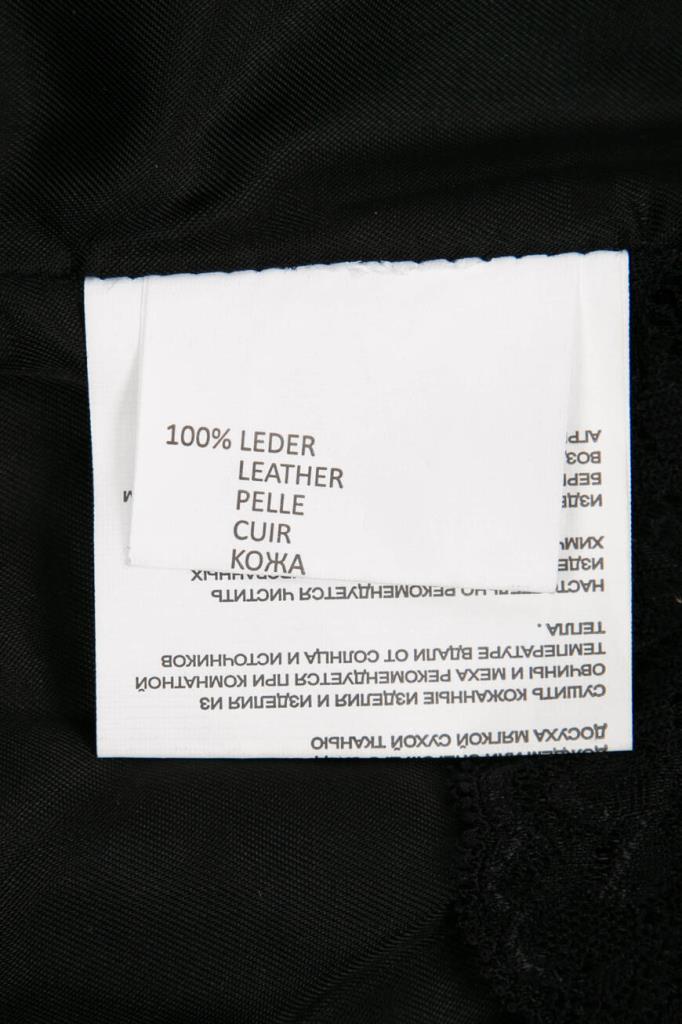 100% LEDER
LEATHER
PELLE
CUIR
КОЖА
ДОСУХА МЯГКОЙ СУХОЙ ТКАНЬЮ
СУШИТЬ КОЖАННЫЕ ИЗДЕЛИЯ И ИЗДЕЛИЯ ИЗ
ОВЧИНЫ И МЕХА РЕКОМЕНДУЕТСЯ ПРИ КОМНАТНОЙ
ТЕМПЕРАТУРЕ ВДАЛИ ОТ СОЛНЦА И ИСТОЧНИКОВ
ТЕПЛА .
РЕКОМЕНДУЕТСЯ ЧИСТИТЬ